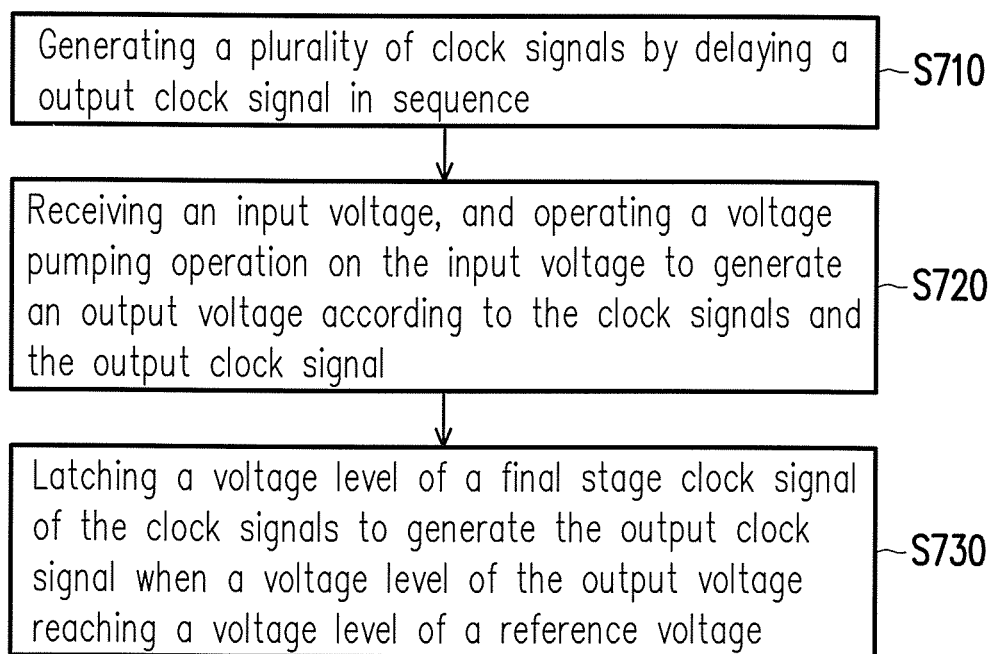 Generating a plurality of clock signals by delaying a
output clock signal in sequence
S710
Receiving an input voltage, and operating a voltage
pumping operation on the input voltage to generate
an output voltage according to the clock signals and
the output clock signal
S720
Latching a voltage level of a final stage clock signal
of the clock signals to generate the output clock
signal when a voltage level of the output voltage
reaching a voltage level of a reference voltage
S730